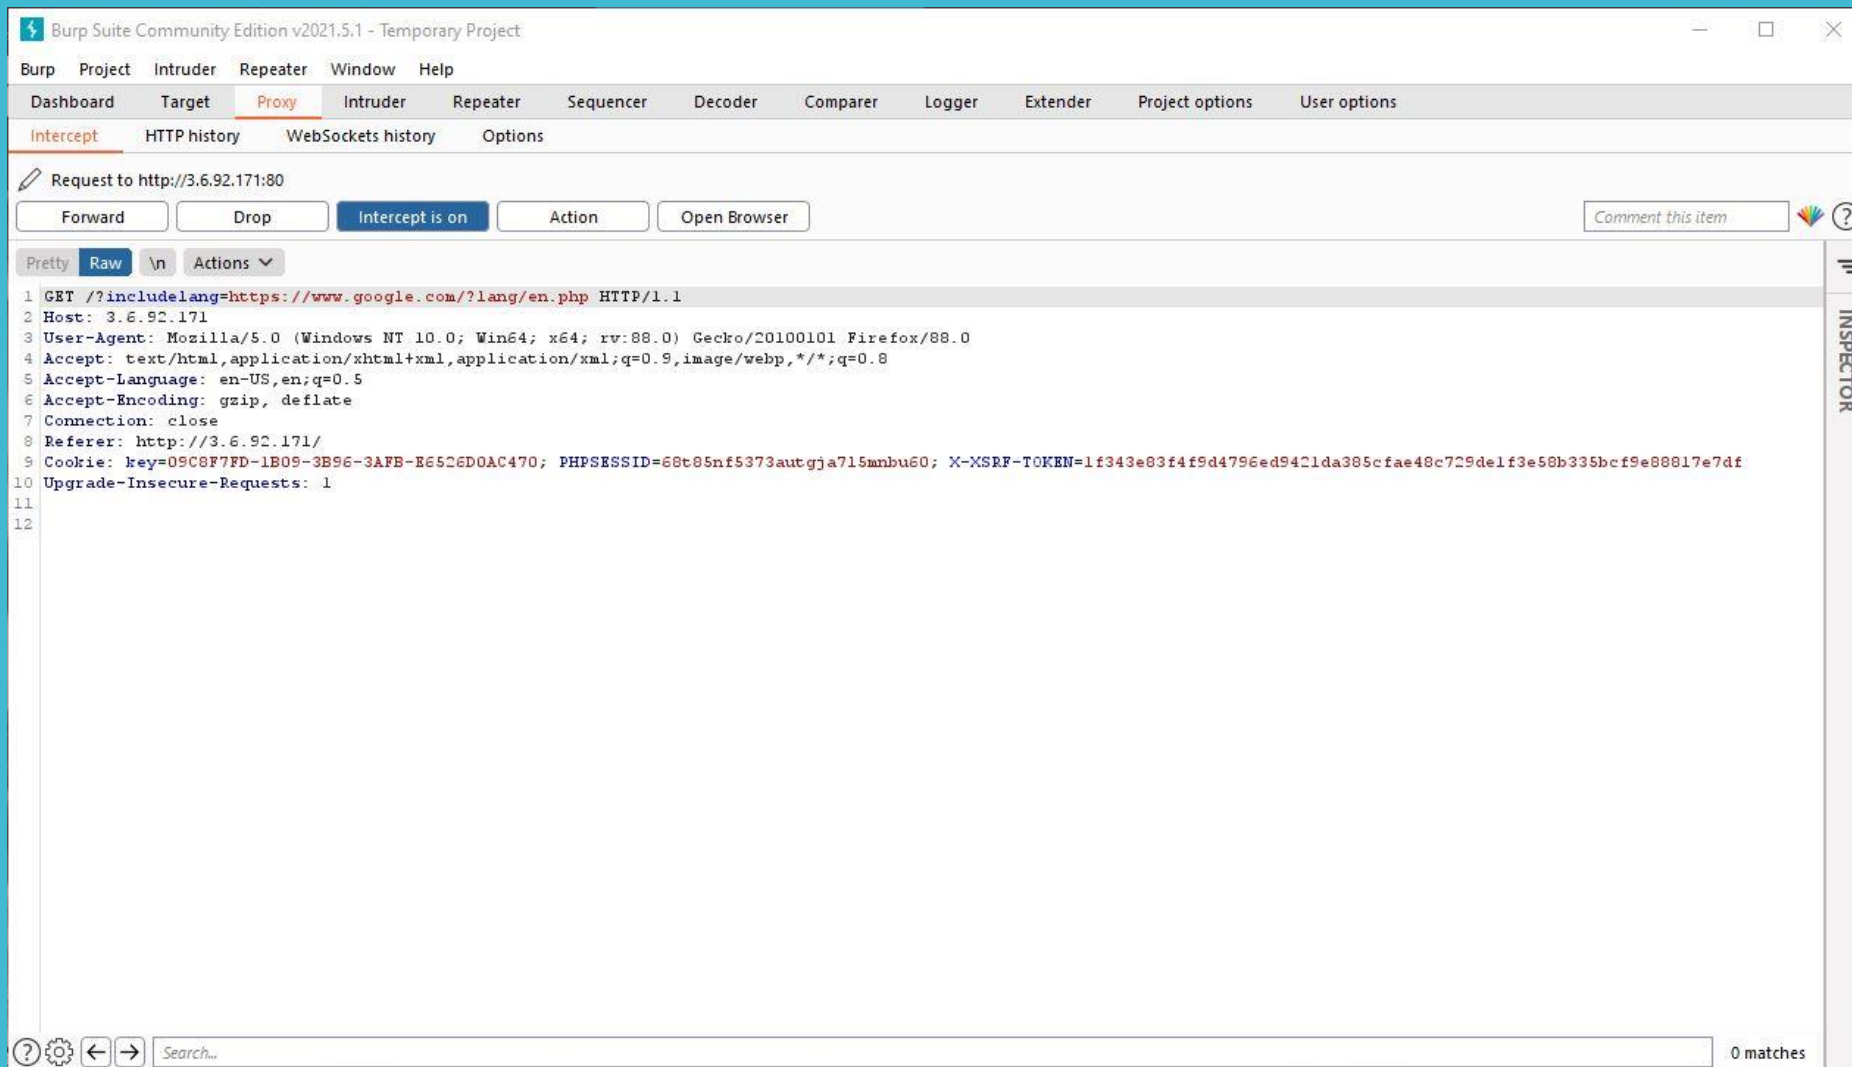 Burp Suite Community Edition v2021.5.1 - Temporary Project
Burp Project Intruder Repeater Window Help
Dashboard Target Proxy Intruder Repeater Sequencer Decoder Comparer Logger Extender Project options User options
Intercept HTTP history WebSockets history Options
Request to http://3.6.92.171:80
Forward Drop Intercept is on Action Open Browser Comment this item
Pretty Raw \n Actions
INSPECTOR
1 GET /?includelang=https://www.google.com/?lang/en.php HTTP/1.1
2 Host: 3.6.92.171
3 User-Agent: Mozilla/5.0 (Windows NT 10.0; Win64; x64; rv:88.0) Gecko/20100101 Firefox/88.0
4 Accept: text/html,application/xhtml+xml,application/xml;q=0.9,image/webp,*/*;q=0.8
5 Accept-Language: en-US,en;q=0.5
6 Accept-Encoding: gzip, deflate
7 Connection: close
8 Referer: http://3.6.92.171/
9 Cookie: key=09C8F7FD-1B09-3B96-3AFB-E6526D0AC470; PHPSESSID=68t85nf5373autgja715mnbu60; X-XSRF-TOKEN=1f343e83f4f9d4796ed9421da385cfae48c729de1f3e58b335bcf9e88817e7df
10 Upgrade-Insecure-Requests: 1
11
12
Search... 0 matches